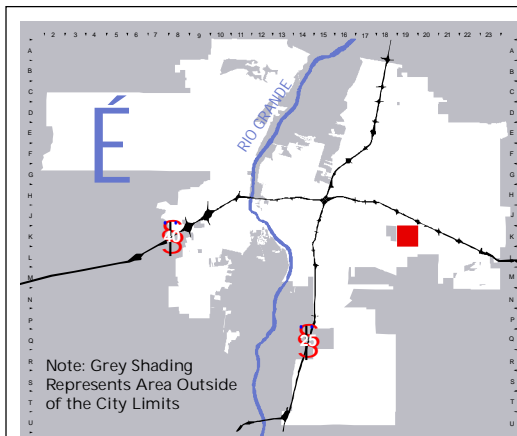 2 3 4 5 6 7 8 9 10 11 12 13 14 15 16 17 18 19 20 21 22 23
A A
B B
C C
D D
E E
F F
G G
H H
J J
K K
L L
M M
N N
P P
Q Q
R R
S S
T T
U U
É
RIO GRANDE
40
25
Note: Grey Shading
Represents Area Outside
of the City Limits